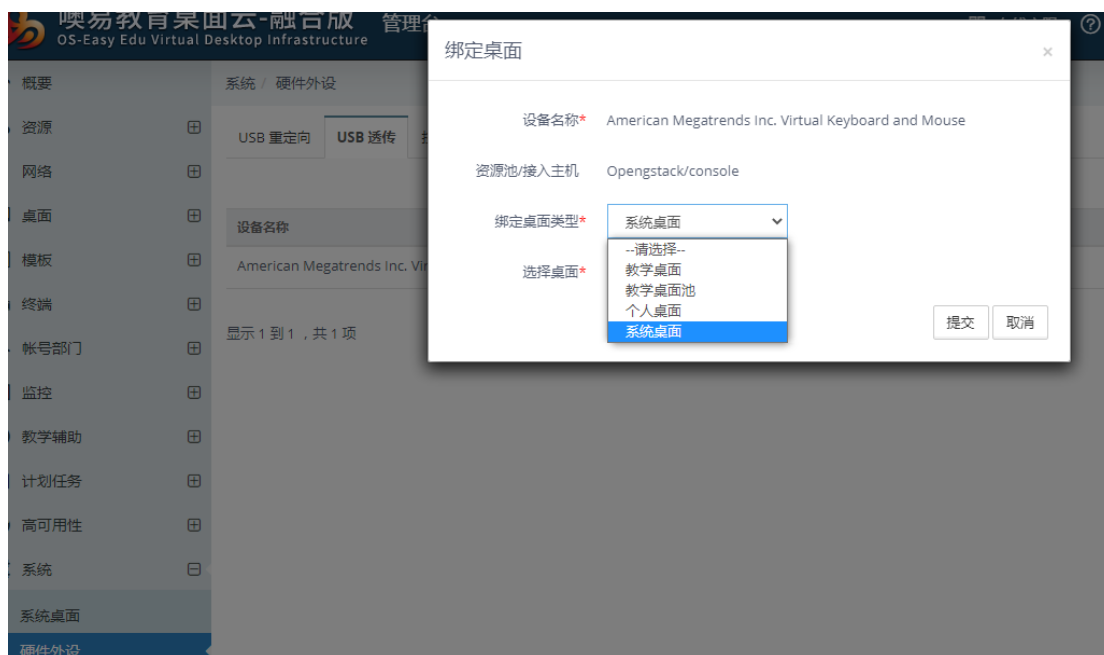 噢易教育桌面云-融合版 管理台
OS-Easy Edu Virtual Desktop Infrastructure
概要
资源
网络
桌面
模板
终端
帐号部门
监控
教学辅助
计划任务
高可用性
系统
系统桌面
硬件外设
系统 / 硬件外设
USB 重定向
USB 透传
设备名称
American Megatrends Inc. Vir
显示 1 到 1 ，共 1 项
绑定桌面
×
设备名称* American Megatrends Inc. Virtual Keyboard and Mouse
资源池/接入主机 Opengstack/console
绑定桌面类型* 系统桌面
--请选择--
教学桌面
教学桌面池
个人桌面
系统桌面
选择桌面*
提交 取消